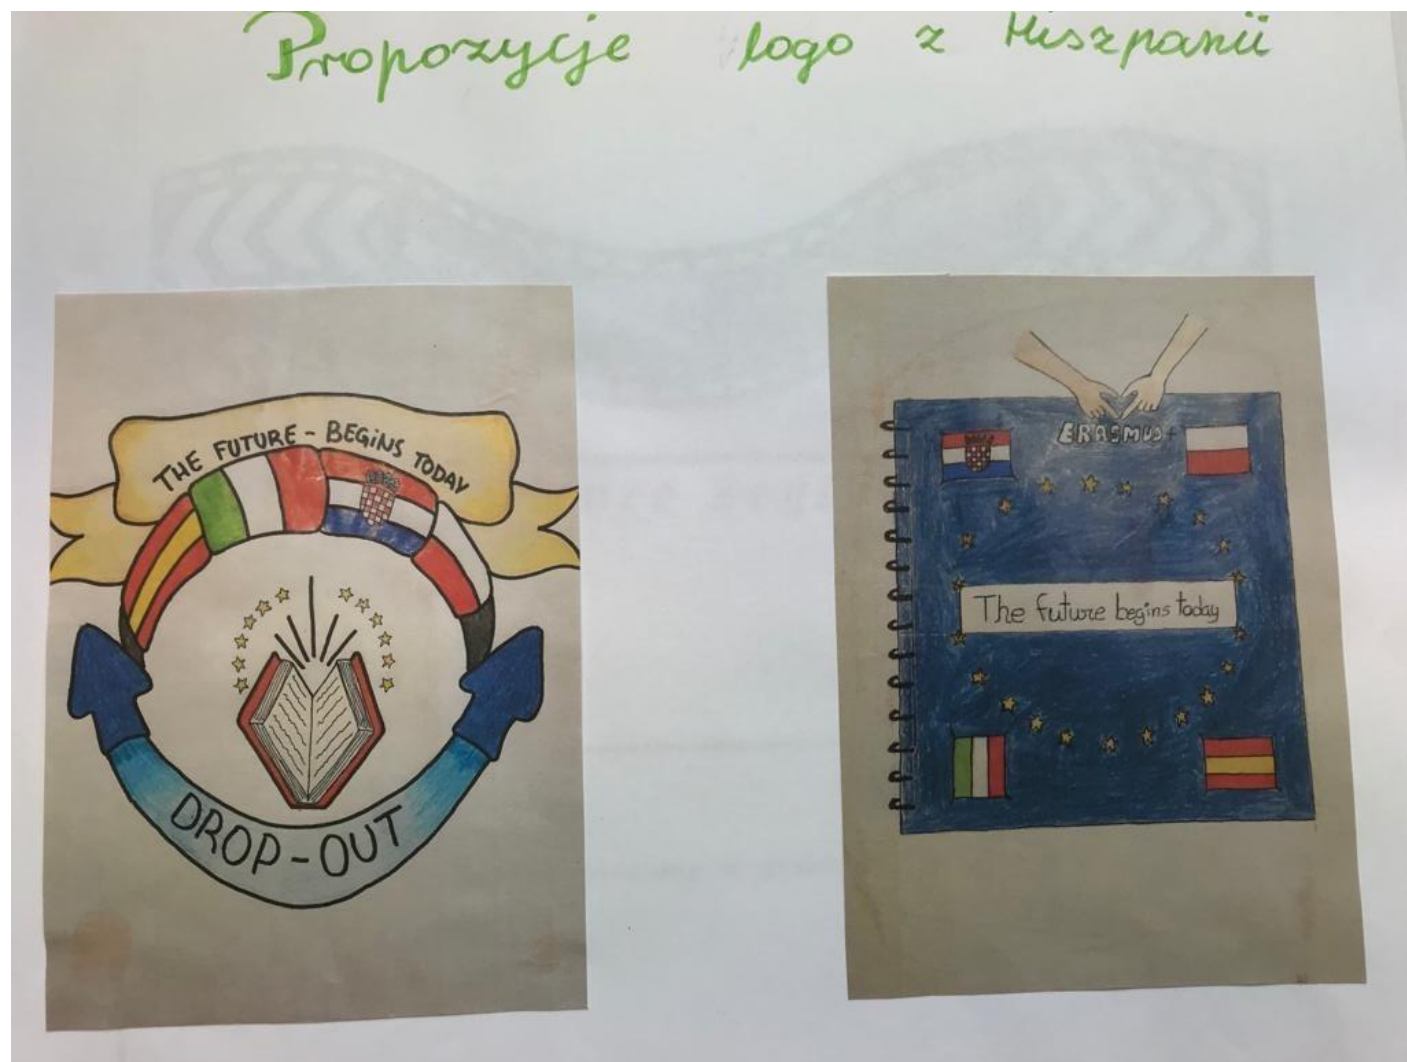 Propozycje logo z Hiszpanii
THE FUTURE - BEGINS TODAY
DROP-OUT
ERASMUS+
The future begins today